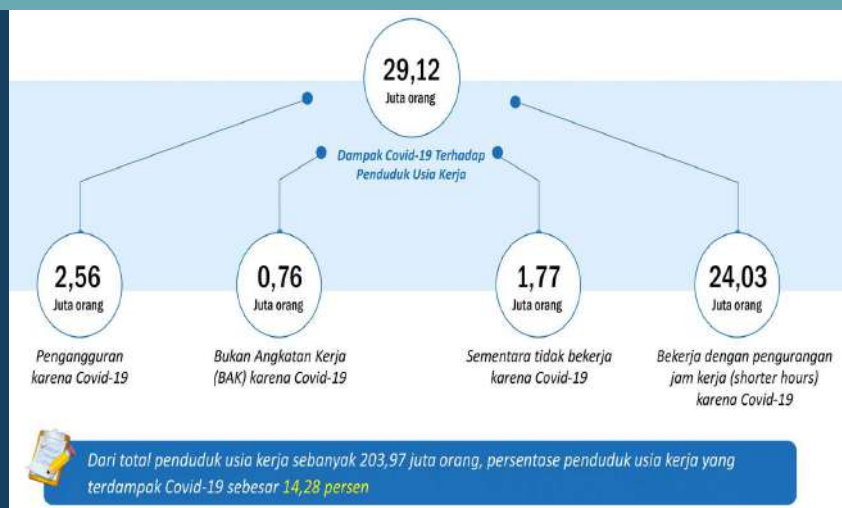 29,12
Juta orang
Dampak Covid-19 Terhadap
Penduduk Usia Kerja
2,56
Juta orang
Pengangguran
karena Covid-19
0,76
Juta orang
Bukan Angkatan Kerja
(BAK) karena Covid-19
1,77
Juta orang
Sementara tidak bekerja
karena Covid-19
24,03
Juta orang
Bekerja dengan pengurangan
jam kerja (shorter hours)
karena Covid-19
Dari total penduduk usia kerja sebanyak 203,97 juta orang, persentase penduduk usia kerja yang
terdampak Covid-19 sebesar 14,28 persen